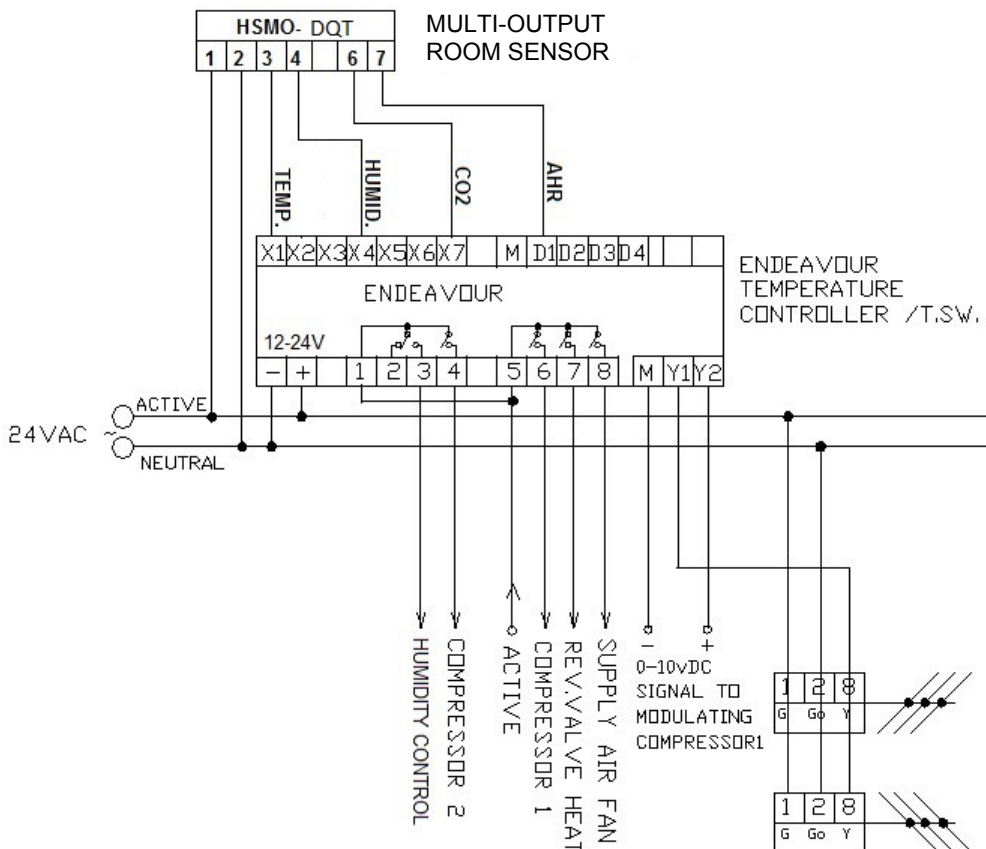 HSMO- DQT
1 2 3 4 6 7
MULTI-OUTPUT
ROOM SENSOR
TEMP.
HUMID.
CO2
AHR
X1 X2 X3 X4 X5 X6 X7 M D1 D2 D3 D4
ENDEAVOUR
12-24V
- + 1 2 3 4 5 6 7 8 M Y1 Y2
ENDEAVOUR
TEMPERATURE
CONTROLLER /T.SW.
24VAC ~
ACTIVE
NEUTRAL
HUMIDITY CONTROL
COMPRESSOR 2
ACTIVE
COMPRESSOR 1
REV.VALVE HEAT
SUPPLY AIR FAN
- +
0-10vDC
SIGNAL TO
MODULATING
COMPRESSOR1
1 2 8
G Go Y
1 2 8
G Go Y